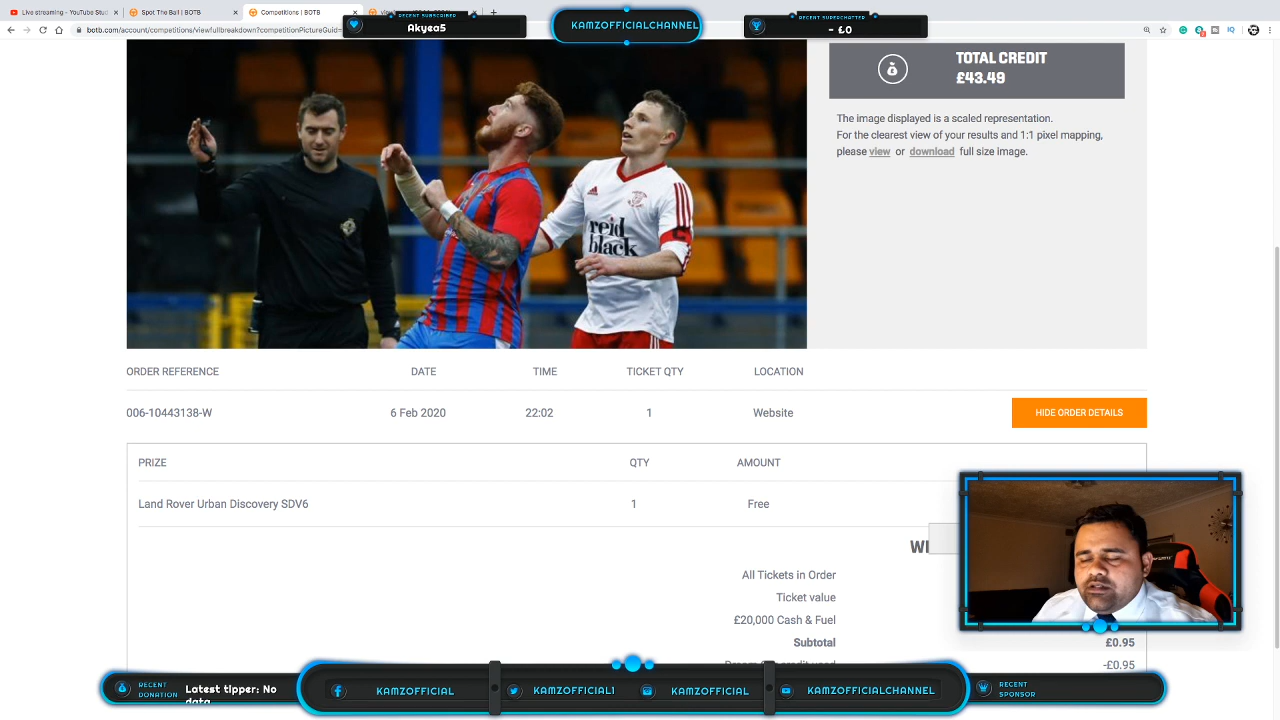 Live streaming - YouTube Stu
Spot The Ball | BOTB
Competitions | BOTB
botb.com/account/competitions/viewfullbreakdown?competitionPictureGuid=
RECENT SUBSCRIBER
Akyea5
KAMZOFFICIALCHANNEL
RECENT SUPERCHATTER
- £0
TOTAL CREDIT
£43.49
The image displayed is a scaled representation.
For the clearest view of your results and 1:1 pixel mapping,
please view or download full size image.
reid
black
ORDER REFERENCE DATE TIME TICKET QTY LOCATION
006-10443138-W 6 Feb 2020 22:02 1 Website HIDE ORDER DETAILS
PRIZE QTY AMOUNT
Land Rover Urban Discovery SDV6 1 Free
All Tickets in Order
Ticket value
£20,000 Cash & Fuel
Subtotal £0.95
-£0.95
RECENT
DONATION
Latest tipper: No
data
KAMZOFFICIAL
KAMZOFFICIAL1
KAMZOFFICIAL
KAMZOFFICIALCHANNEL
RECENT
SPONSOR